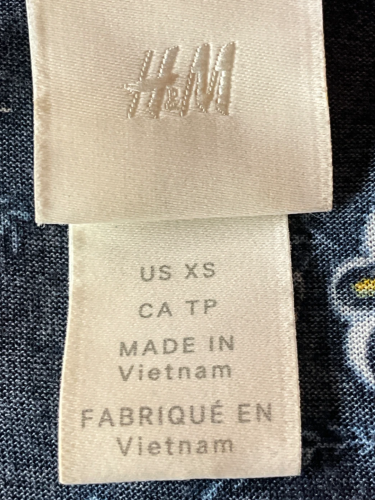 H&M
US XS
CA TP
MADE IN
Vietnam
FABRIQUÉ EN
Vietnam